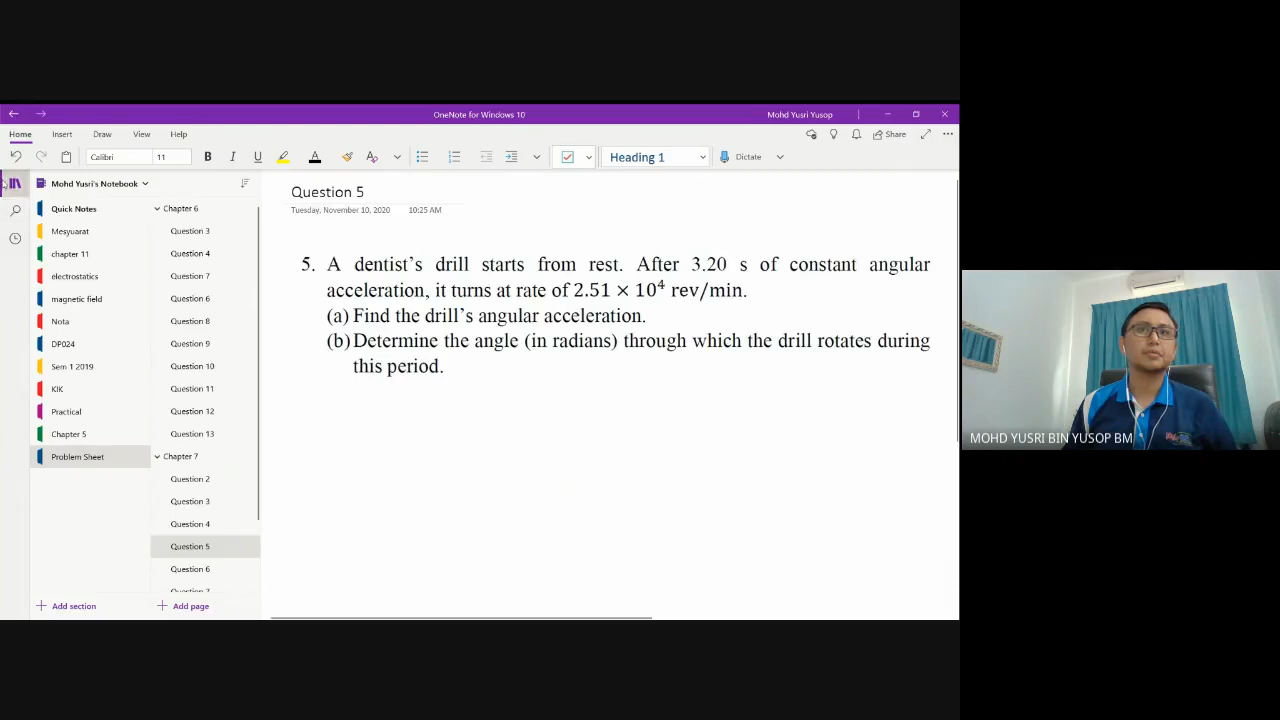 OneNote for Windows 10
Mohd Yusri Yusop
Home Insert Draw View Help
Share
Calibri 11 B I U A Heading 1 Dictate
Mohd Yusri's Notebook
Quick Notes
Mesyuarat
chapter 11
electrostatics
magnetic field
Nota
DP024
Sem 1 2019
KIK
Practical
Chapter 5
Problem Sheet
Add section
Chapter 6
Question 3
Question 4
Question 7
Question 6
Question 8
Question 9
Question 10
Question 11
Question 12
Question 13
Chapter 7
Question 2
Question 3
Question 4
Question 5
Question 6
Question 7
Add page
Question 5
Tuesday, November 10, 2020 10:25 AM
5. A dentist's drill starts from rest. After 3.20 s of constant angular
acceleration, it turns at rate of 2.51 × 10⁴ rev/min.
(a) Find the drill's angular acceleration.
(b) Determine the angle (in radians) through which the drill rotates during
this period.
MOHD YUSRI BIN YUSOP BM